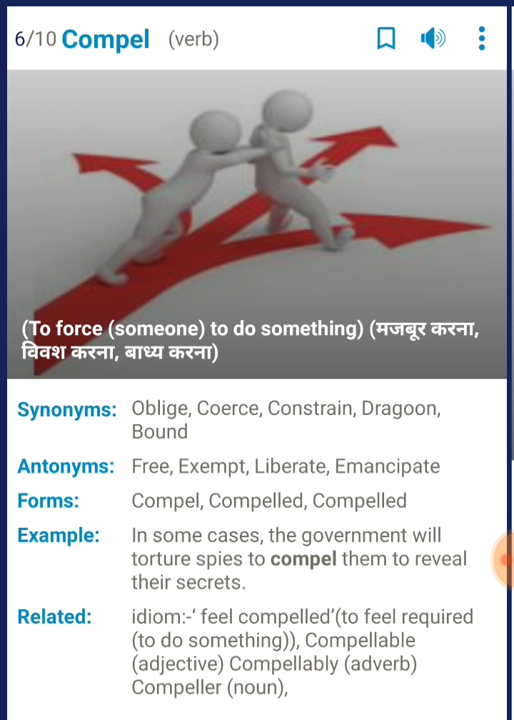 6/10 Compel (verb)
(To force (someone) to do something) (मजबूर करना,
विवश करना, बाध्य करना)
Synonyms: Oblige, Coerce, Constrain, Dragoon,
Bound
Antonyms: Free, Exempt, Liberate, Emancipate
Forms: Compel, Compelled, Compelled
Example: In some cases, the government will
torture spies to compel them to reveal
their secrets.
Related: idiom:-‘ feel compelled’(to feel required
(to do something)), Compellable
(adjective) Compellably (adverb)
Compeller (noun),